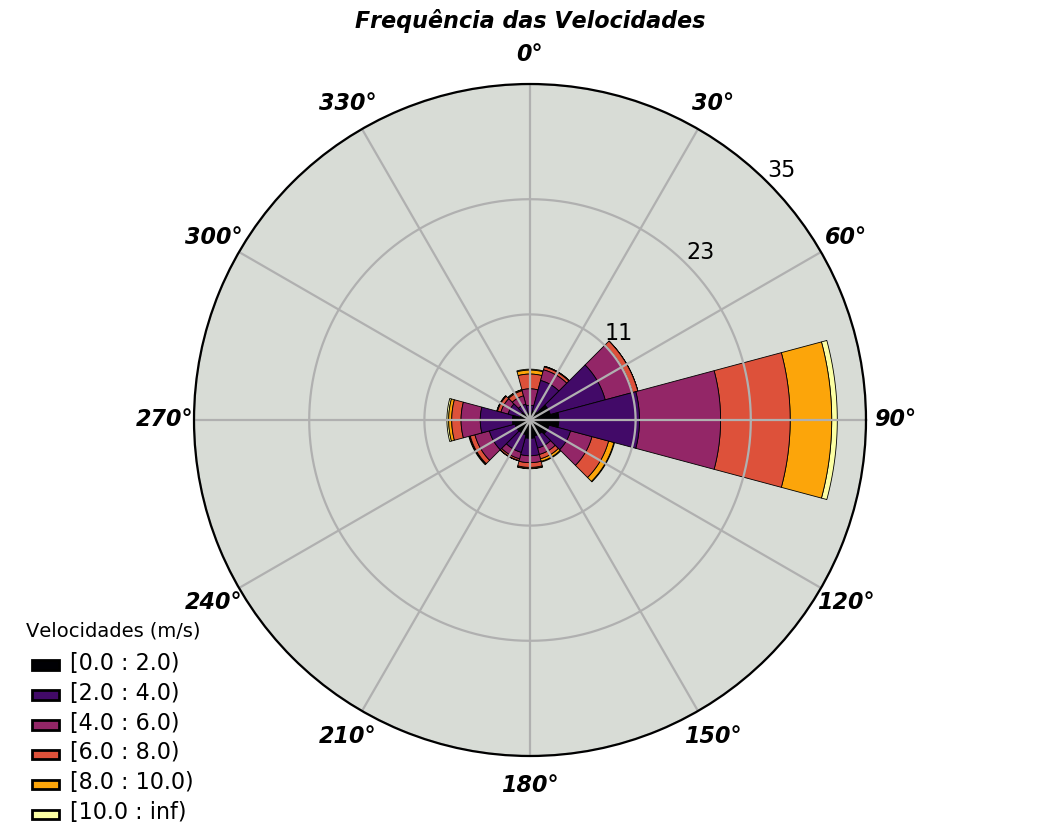 Frequência das Velocidades
0°
330°
30°
35
300°
60°
23
11
270°
90°
240°
120°
210°
150°
180°
Velocidades (m/s)
[0.0 : 2.0)
[2.0 : 4.0)
[4.0 : 6.0)
[6.0 : 8.0)
[8.0 : 10.0)
[10.0 : inf)